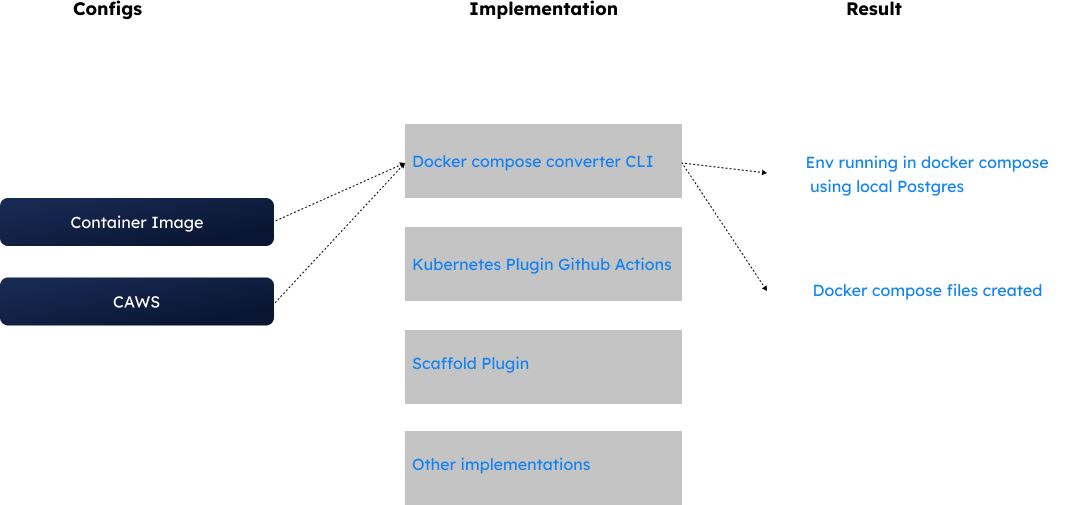 Configs
Implementation
Result
Docker compose converter CLI
Env running in docker compose
using local Postgres
Container Image
Kubernetes Plugin Github Actions
Docker compose files created
CAWS
Scaffold Plugin
Other implementations